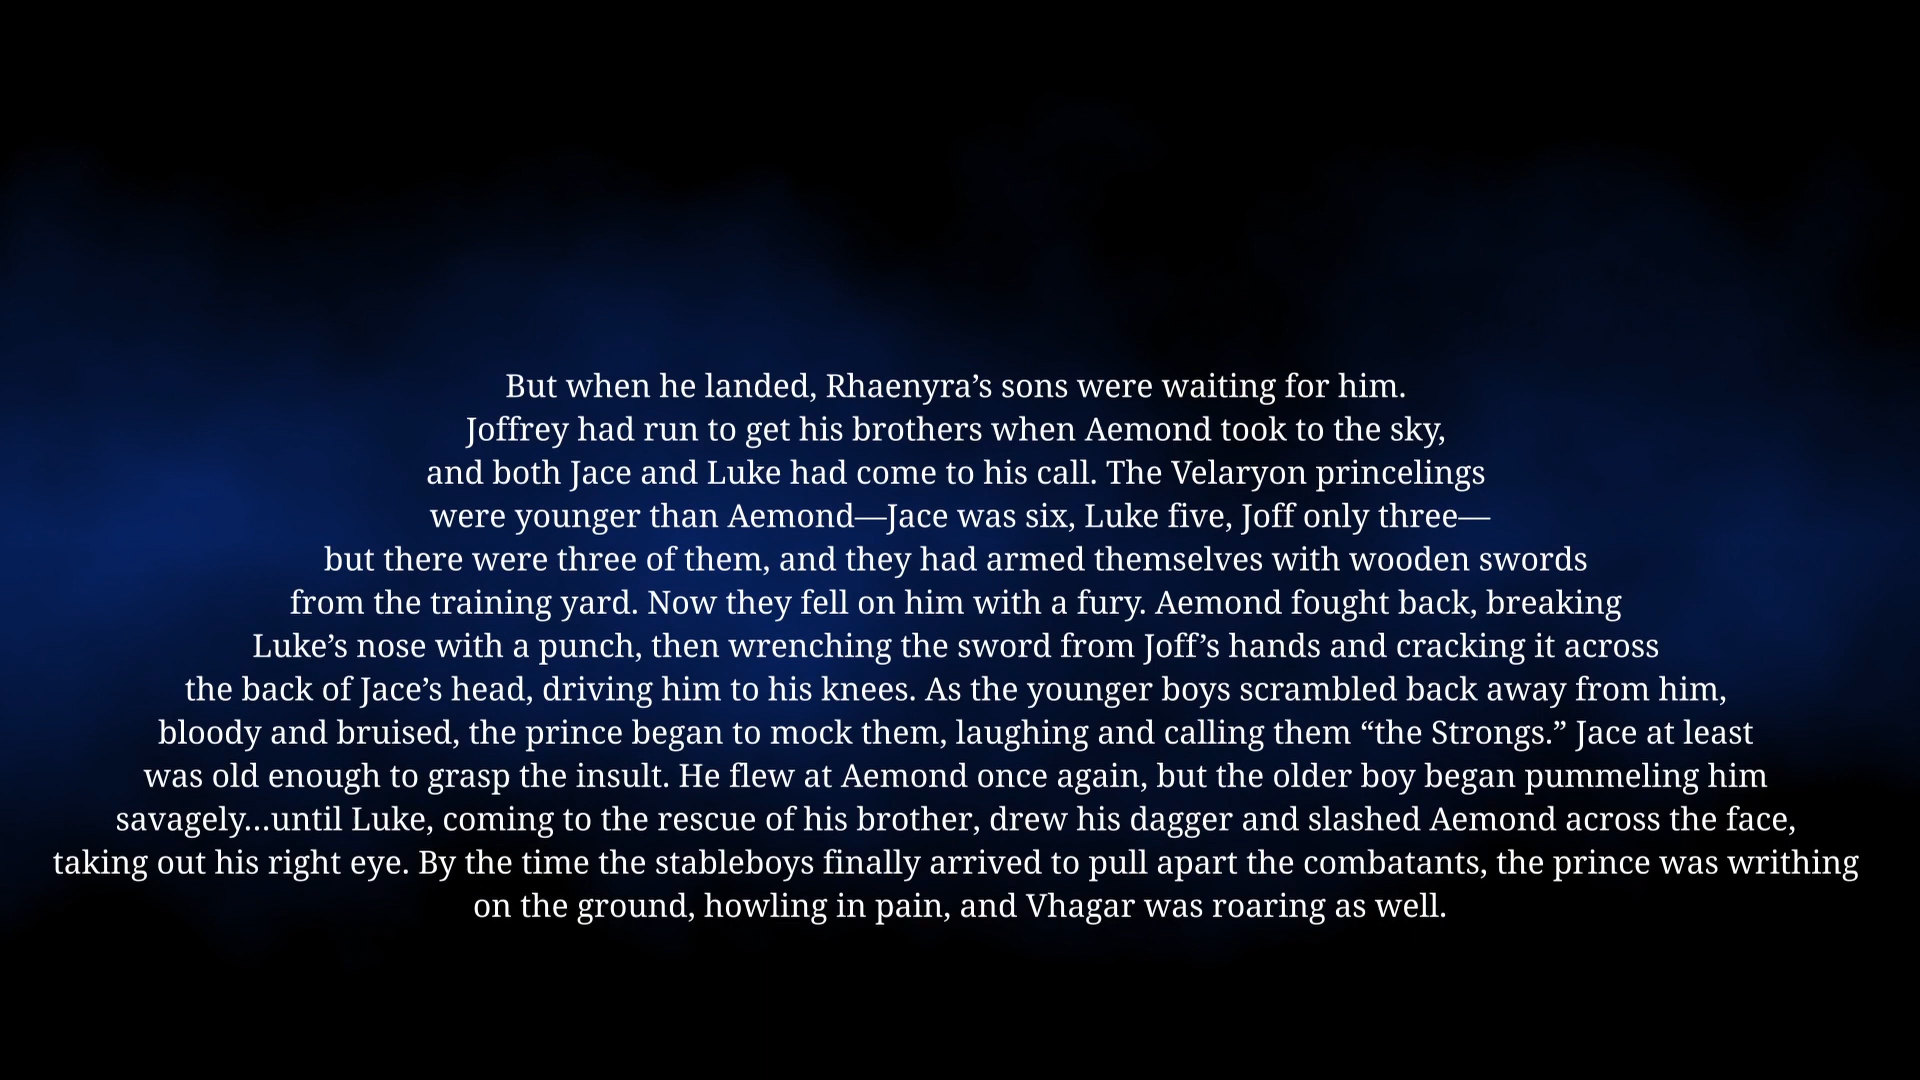 But when he landed, Rhaenyra’s sons were waiting for him.
Joffrey had run to get his brothers when Aemond took to the sky,
and both Jace and Luke had come to his call. The Velaryon princelings
were younger than Aemond—Jace was six, Luke five, Joff only three—
but there were three of them, and they had armed themselves with wooden swords
from the training yard. Now they fell on him with a fury. Aemond fought back, breaking
Luke’s nose with a punch, then wrenching the sword from Joff’s hands and cracking it across
the back of Jace’s head, driving him to his knees. As the younger boys scrambled back away from him,
bloody and bruised, the prince began to mock them, laughing and calling them “the Strongs.” Jace at least
was old enough to grasp the insult. He flew at Aemond once again, but the older boy began pummeling him
savagely…until Luke, coming to the rescue of his brother, drew his dagger and slashed Aemond across the face,
taking out his right eye. By the time the stableboys finally arrived to pull apart the combatants, the prince was writhing
on the ground, howling in pain, and Vhagar was roaring as well.